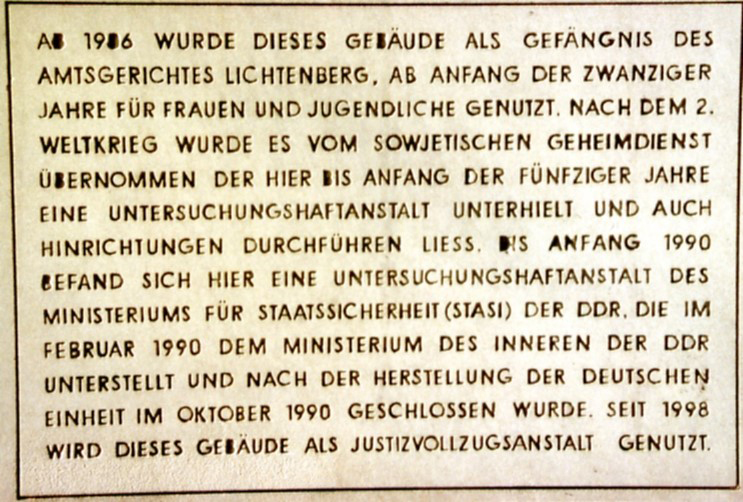 AB 1906 WURDE DIESES GEBÄUDE ALS GEFÄNGNIS DES
AMTSGERICHTES LICHTENBERG, AB ANFANG DER ZWANZIGER
JAHRE FÜR FRAUEN UND JUGENDLICHE GENUTZT. NACH DEM 2.
WELTKRIEG WURDE ES VOM SOWJETISCHEN GEHEIMDIENST
ÜBERNOMMEN DER HIER BIS ANFANG DER FÜNFZIGER JAHRE
EINE UNTERSUCHUNGSHAFTANSTALT UNTERHIELT UND AUCH
HINRICHTUNGEN DURCHFÜHREN LIESS. BIS ANFANG 1990
BEFAND SICH HIER EINE UNTERSUCHUNGSHAFTANSTALT DES
MINISTERIUMS FÜR STAATSSICHERHEIT (STASI) DER DDR, DIE IM
FEBRUAR 1990 DEM MINISTERIUM DES INNEREN DER DDR
UNTERSTELLT UND NACH DER HERSTELLUNG DER DEUTSCHEN
EINHEIT IM OKTOBER 1990 GESCHLOSSEN WURDE. SEIT 1998
WIRD DIESES GEBÄUDE ALS JUSTIZVOLLZUGSANSTALT GENUTZT.